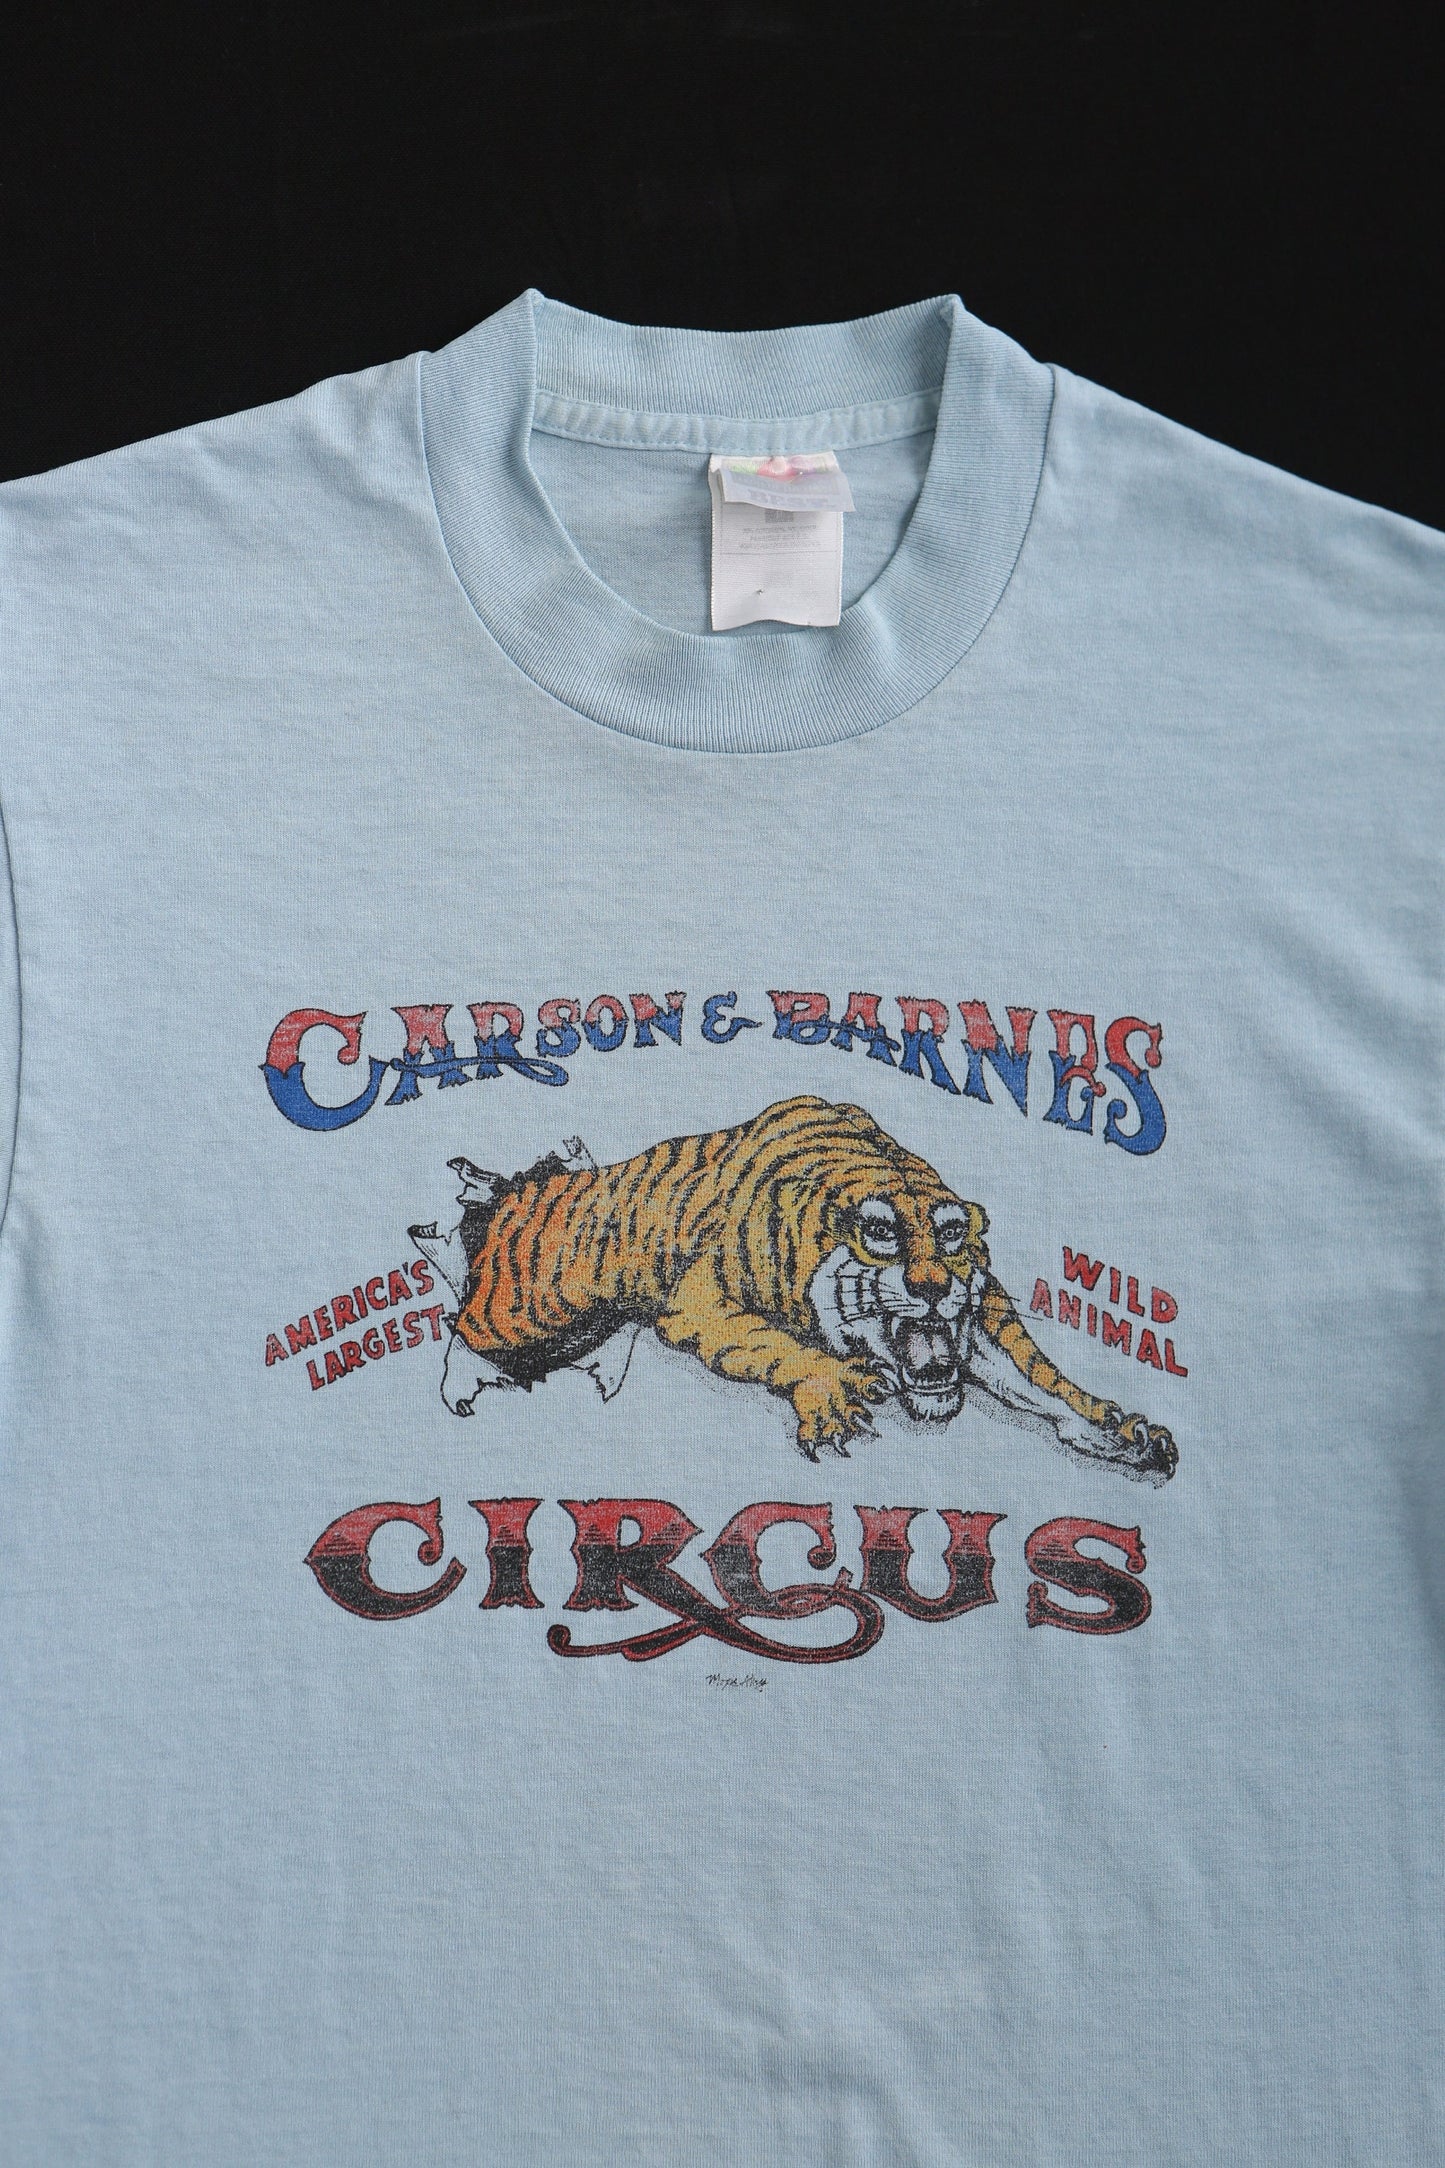 CARSON & BARNES
AMERICA'S
LARGEST
WILD
ANIMAL
CIRCUS